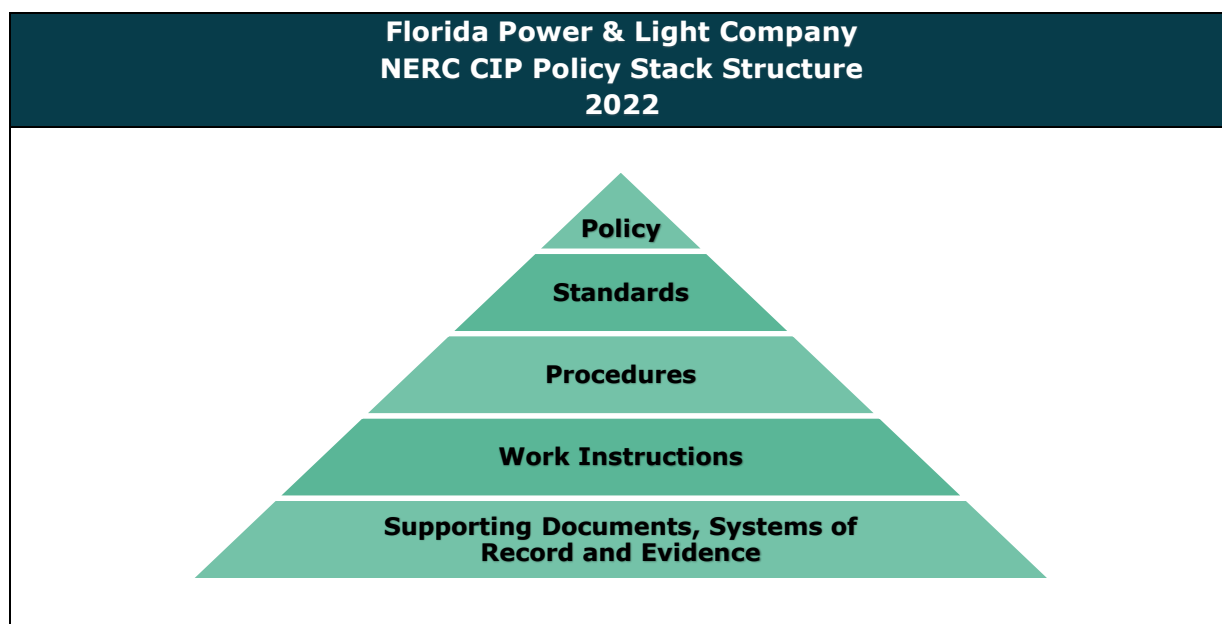 Florida Power & Light Company
NERC CIP Policy Stack Structure
2022
Policy
Standards
Procedures
Work Instructions
Supporting Documents, Systems of
Record and Evidence